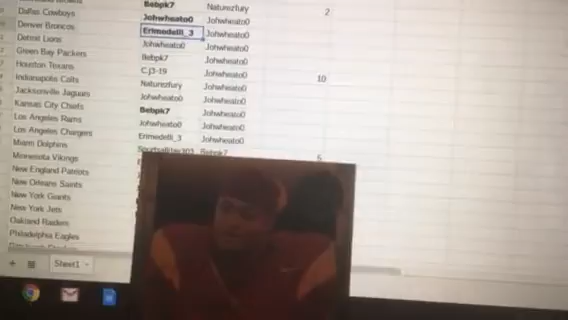 Bebpk7 Naturezfury
Dallas Cowboys Johwheato0 Johwheato0 2
Denver Broncos Erimedelli_3 Johwheato0
Detroit Lions Johwheato0 Johwheato0
Green Bay Packers Bebpk7 Johwheato0
Houston Texans C.j3-19 Johwheato0
Indianapolis Colts Naturezfury Johwheato0 10
Jacksonville Jaguars Johwheato0 Johwheato0
Kansas City Chiefs Bebpk7 Johwheato0
Los Angeles Rams Johwheato0 Johwheato0
Los Angeles Chargers Erimedelli_3 Johwheato0
Miami Dolphins Bebpk7
Minnesota Vikings 5
New England Patriots
New Orleans Saints
New York Giants
New York Jets
Oakland Raiders
Philadelphia Eagles
Sheet1